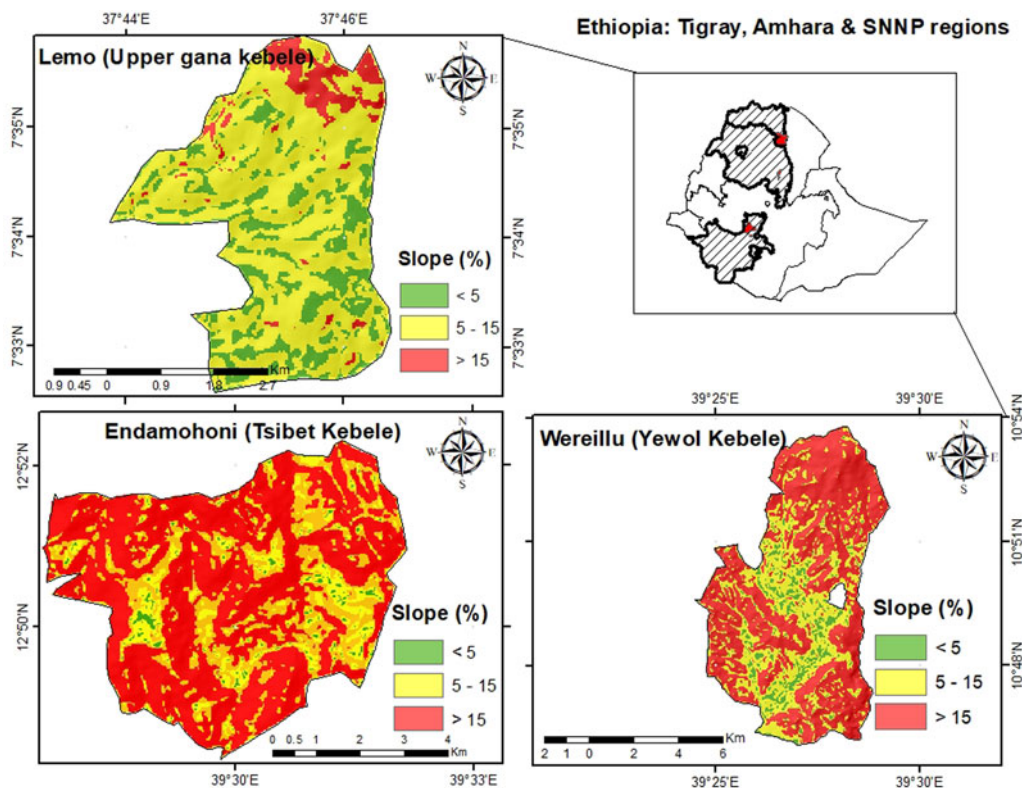 37°44'E 37°46'E
Ethiopia: Tigray, Amhara & SNNP regions
Lemo (Upper gana kebele)
N
W E
S
7°35'N 7°35'N
7°34'N 7°34'N
7°33'N 7°33'N
Slope (%)
< 5
5 - 15
> 15
Km
0.9 0.45 0 0.9 1.8 2.7
Endamohoni (Tsibet Kebele)
N
W E
S
12°52'N
12°50'N
Slope (%)
< 5
5 - 15
> 15
0 0.5 1 2 3 4
Km
39°30'E 39°33'E
39°25'E 39°30'E
Wereillu (Yewol Kebele)
N
W E
S
10°54'N
10°51'N
10°48'N
Slope (%)
< 5
5 - 15
> 15
Km
2 1 0 2 4 6
39°25'E 39°30'E